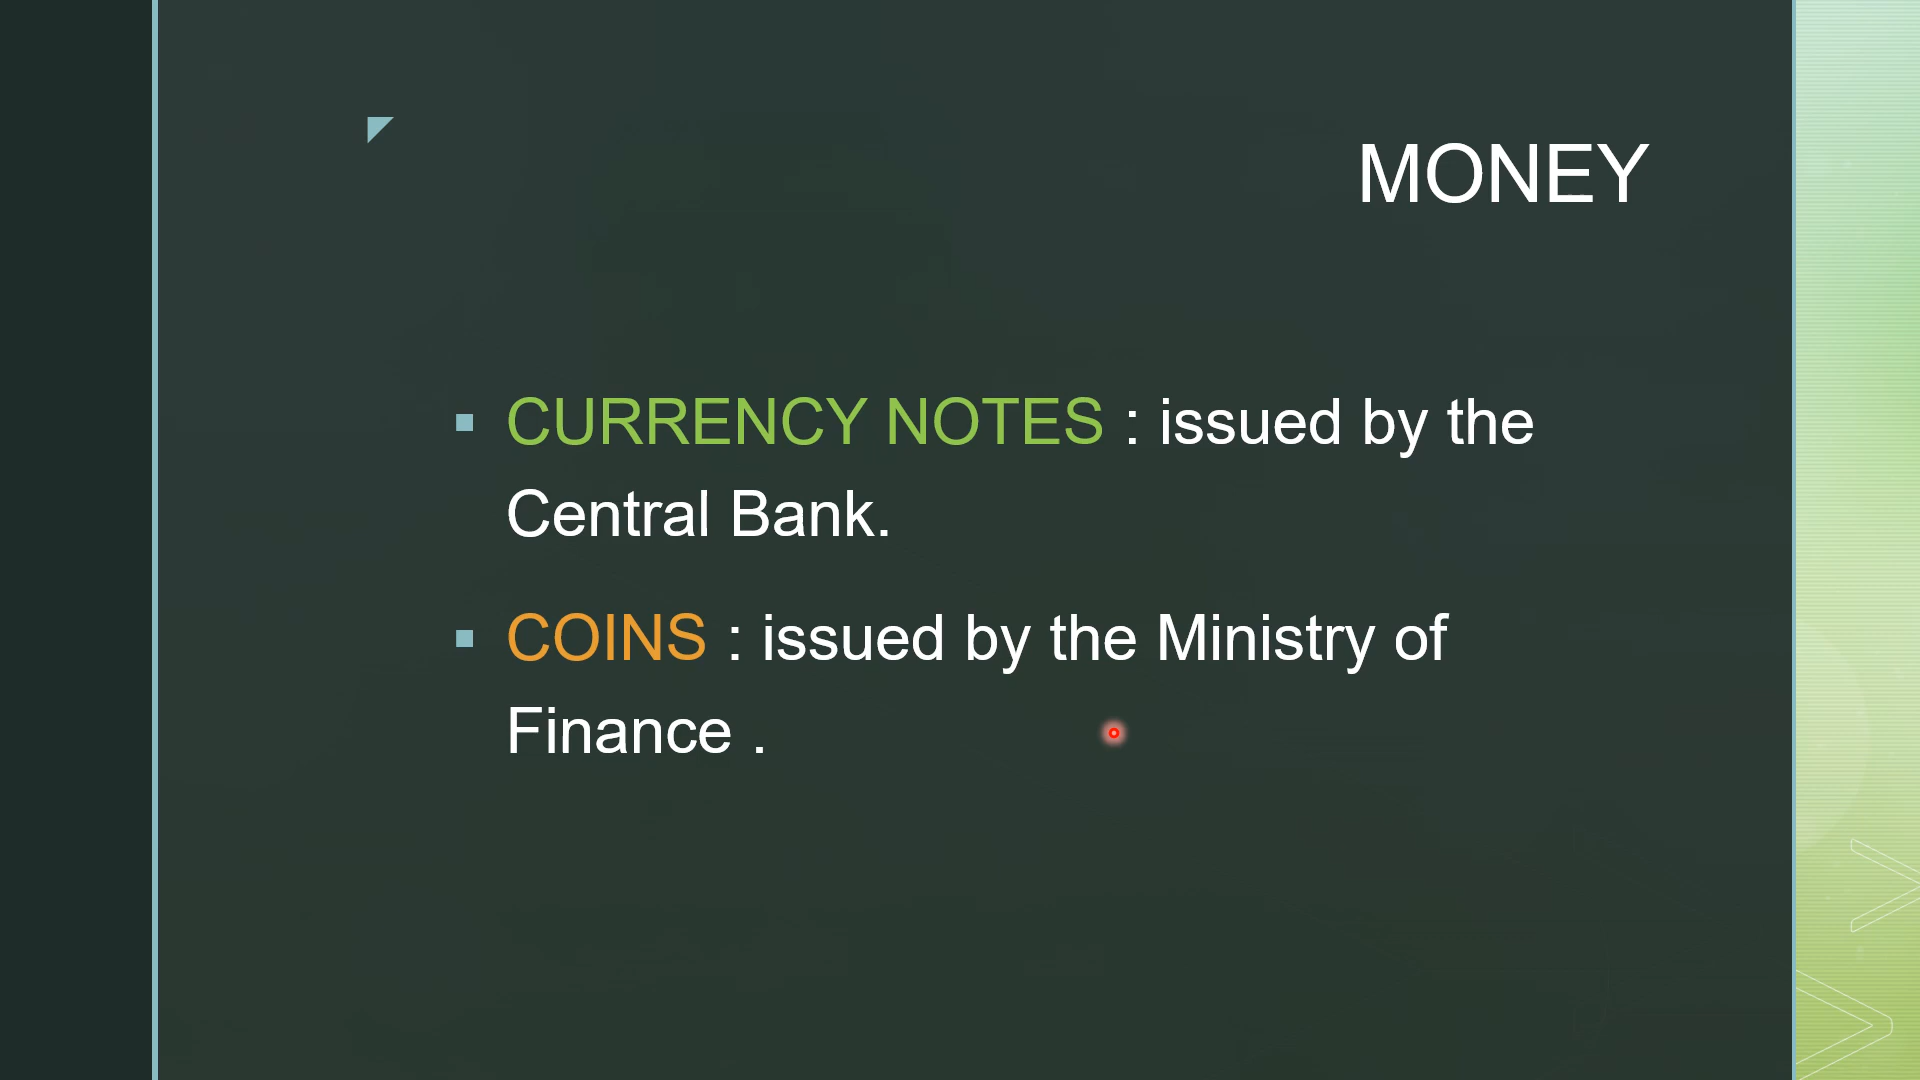 MONEY
CURRENCY NOTES : issued by the
Central Bank.
COINS : issued by the Ministry of
Finance .